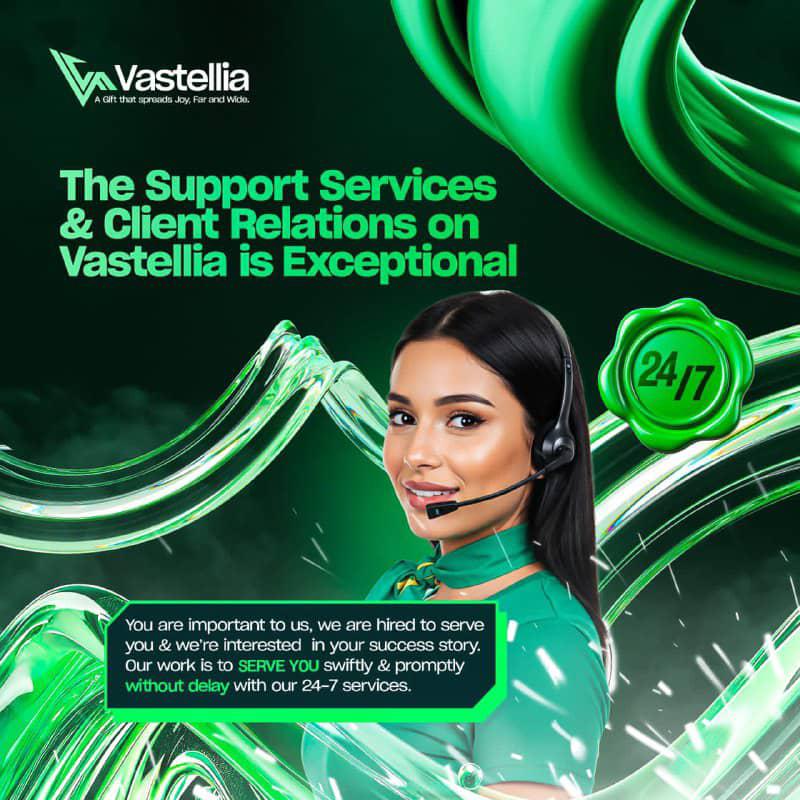 Vastellia
A Gift that spreads Joy, Far and Wide.
The Support Services
& Client Relations on
Vastellia is Exceptional
24/7
You are important to us, we are hired to serve
you & we're interested in your success story.
Our work is to SERVE YOU swiftly & promptly
without delay with our 24-7 services.